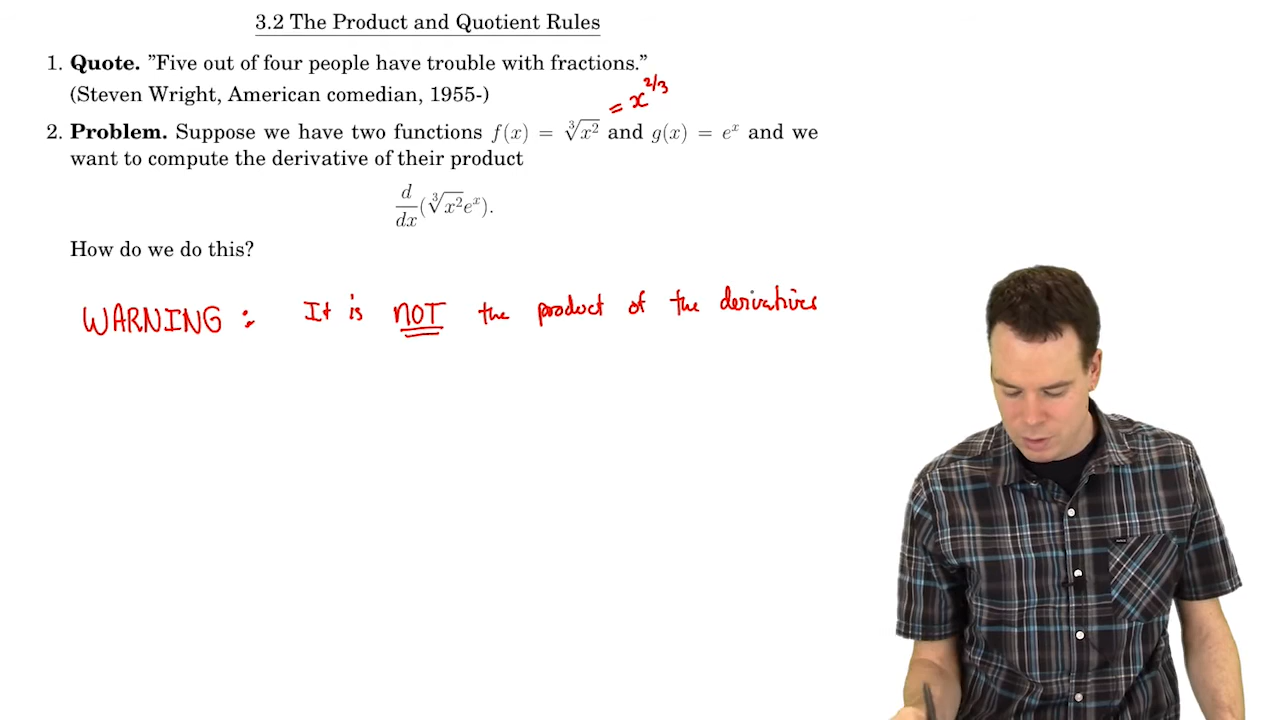 3.2 The Product and Quotient Rules
1. Quote. ”Five out of four people have trouble with fractions.”
(Steven Wright, American comedian, 1955-)
= x^{2/3}
2. Problem. Suppose we have two functions f(x) = ∛x² and g(x) = eˣ and we
want to compute the derivative of their product
d/dx (∛x² eˣ).
How do we do this?
WARNING : It is NOT the product of the derivatives